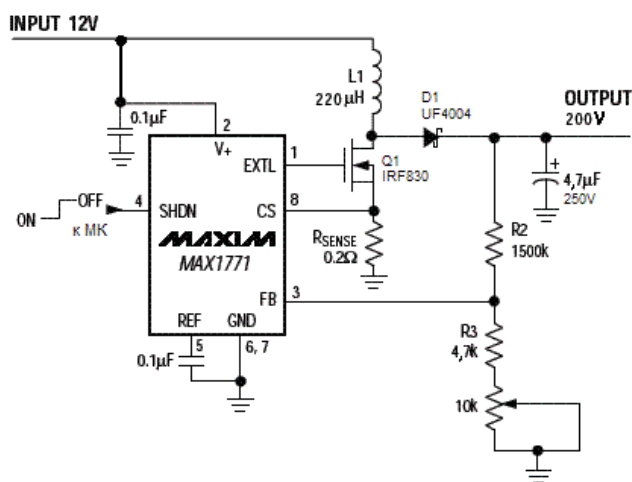 INPUT 12V
L1
220µH
D1
UF4004
OUTPUT
200V
0.1µF
2
V+
EXTL
1
Q1
IRF830
+
4,7µF
250V
ON
OFF
к МК
4
SHDN
CS
8
MAXIM
MAX1771
RSENSE
0.2Ω
R2
1500k
FB
3
REF
GND
5
6, 7
0.1µF
R3
4,7k
10k